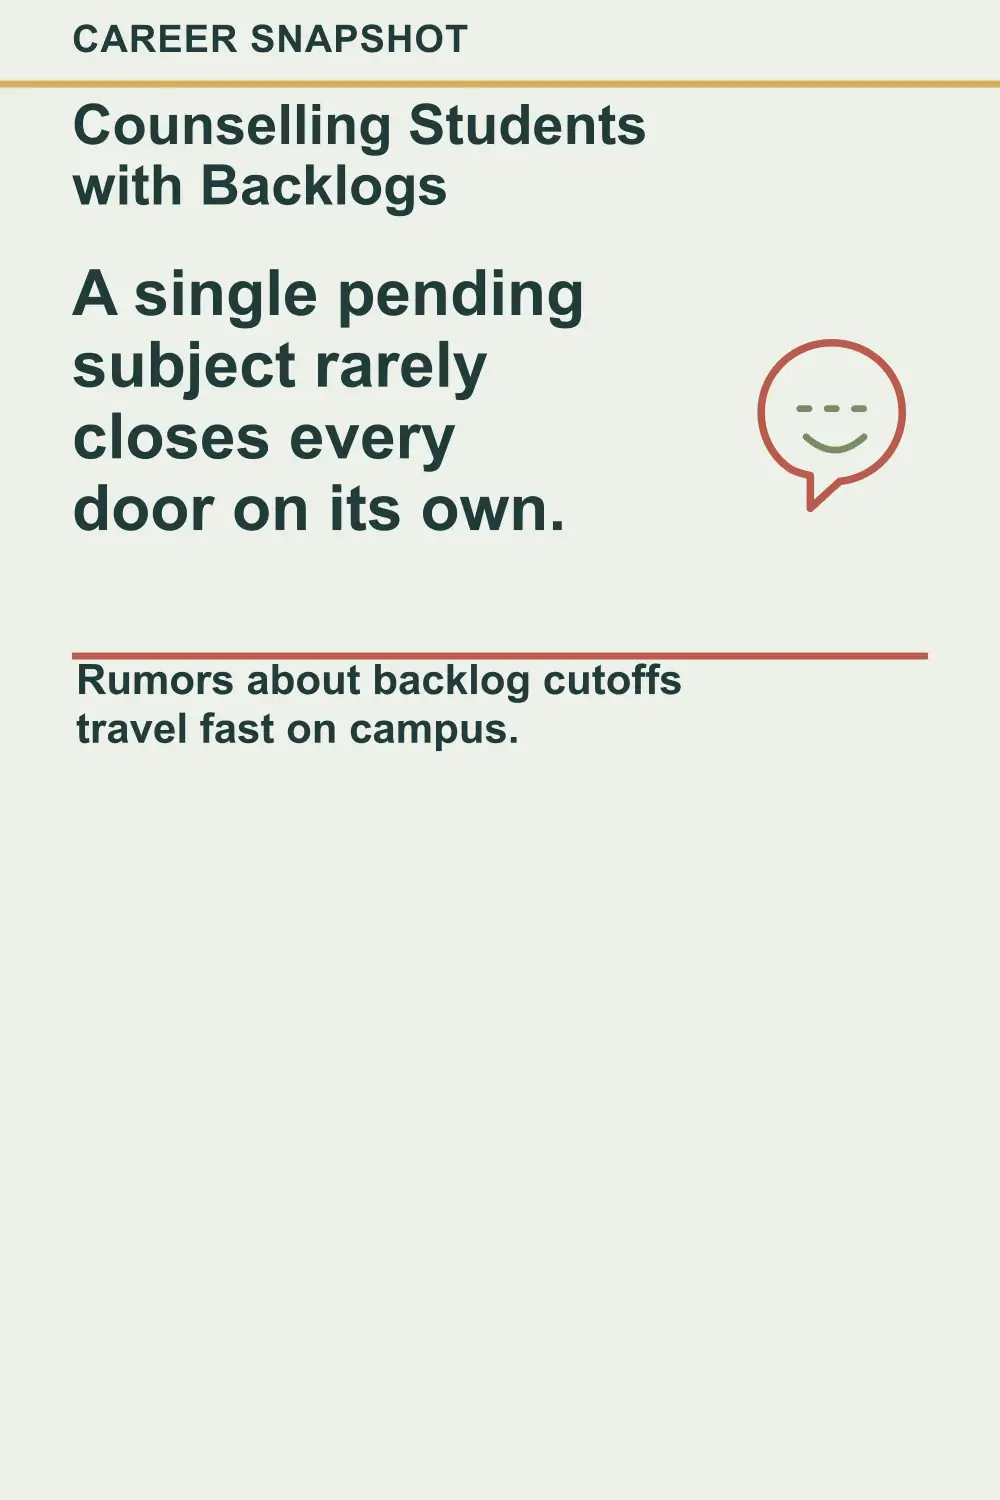 CAREER SNAPSHOT
Counselling Students
with Backlogs
A single pending
subject rarely
closes every
door on its own.
Rumors about backlog cutoffs
travel fast on campus.